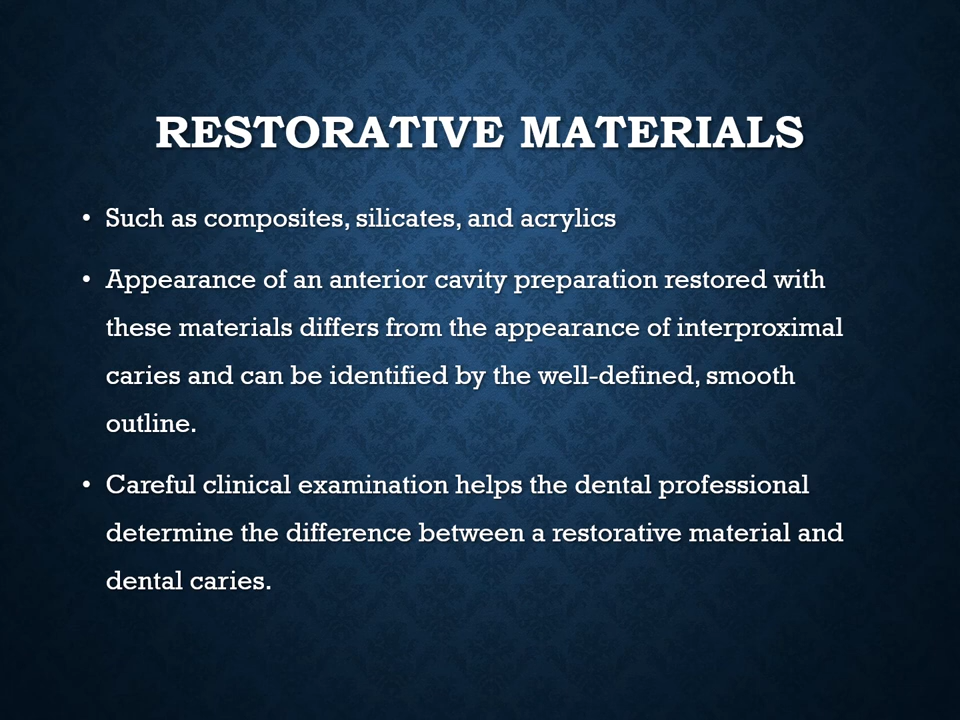 RESTORATIVE MATERIALS
• Such as composites, silicates, and acrylics
• Appearance of an anterior cavity preparation restored with
these materials differs from the appearance of interproximal
caries and can be identified by the well-defined, smooth
outline.
• Careful clinical examination helps the dental professional
determine the difference between a restorative material and
dental caries.